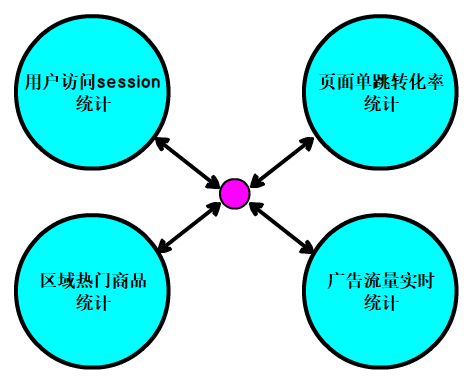 用户访问session
统计
页面单跳转化率
统计
区域热门商品
统计
广告流量实时
统计